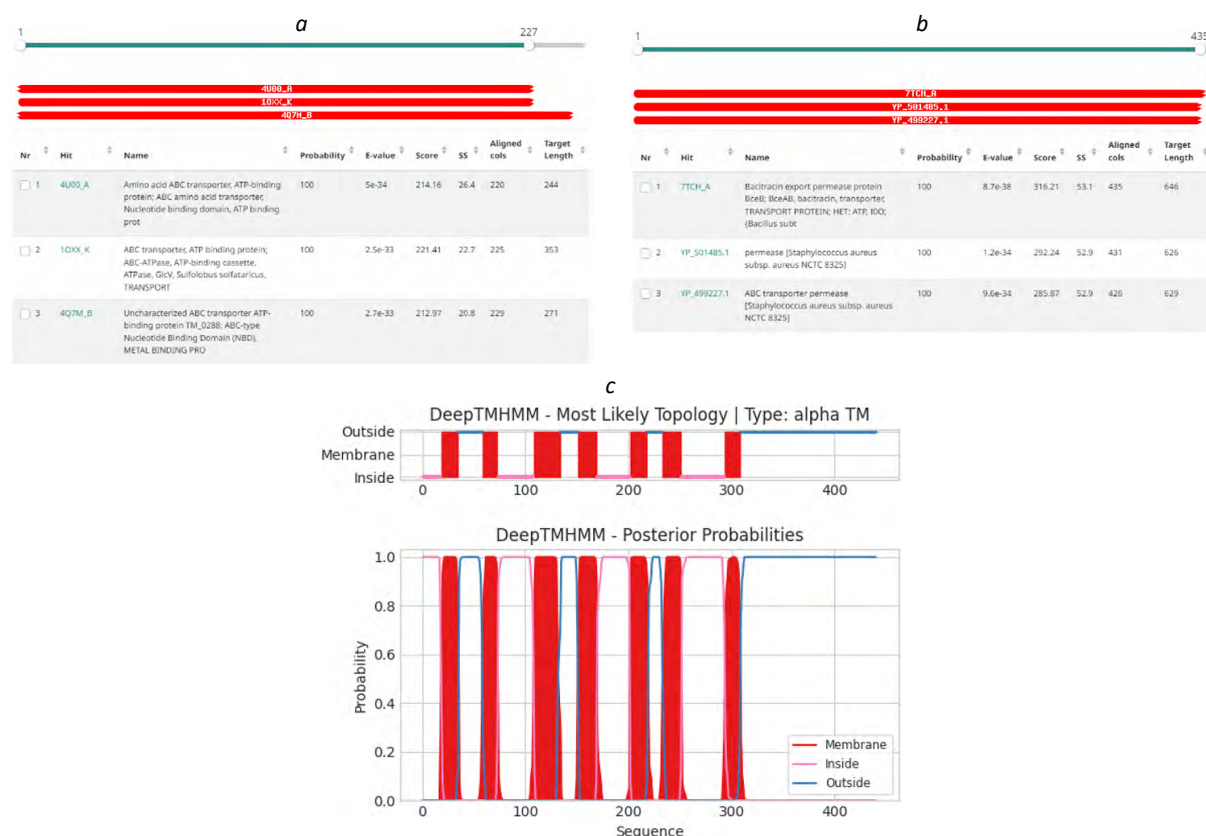 a
1 227
4U00_A
1OXX_K
4Q7M_B
Nr Hit Name Probability E-value Score SS Aligned cols Target Length
1 4U00_A Amino acid ABC transporter, ATP-binding 100 5e-34 214.16 26.4 220 244
protein; ABC amino acid transporter,
Nucleotide binding domain, ATP binding
prot
2 1OXX_K ABC transporter, ATP binding protein; 100 2.5e-33 221.41 22.7 225 353
ABC-ATPase, ATP-binding cassette,
ATPase, GlcV, Sulfolobus solfataricus,
TRANSPORT
3 4Q7M_B Uncharacterized ABC transporter ATP- 100 2.7e-33 212.97 20.8 229 271
binding protein TM_0288; ABC-type
Nucleotide Binding Domain (NBD),
METAL BINDING PRO
b
1 435
7TCH_A
YP_501485.1
YP_499227.1
Nr Hit Name Probability E-value Score SS Aligned cols Target Length
1 7TCH_A Bacitracin export permease protein 100 8.7e-38 316.21 53.1 435 646
BceB; BceAB, bacitracin, transporter,
TRANSPORT PROTEIN; HET: ATP, I0O;
{Bacillus subt
2 YP_501485.1 permease [Staphylococcus aureus 100 1.2e-34 292.24 52.9 431 626
subsp. aureus NCTC 8325]
3 YP_499227.1 ABC transporter permease 100 9.6e-34 285.87 52.9 426 629
[Staphylococcus aureus subsp. aureus
NCTC 8325]
c
DeepTMHMM - Most Likely Topology | Type: alpha TM
Outside
Membrane
Inside
0 100 200 300 400
DeepTMHMM - Posterior Probabilities
1.0
0.8
0.6
0.4
0.2
0.0
Probability
Membrane
Inside
Outside
0 100 200 300 400
Sequence